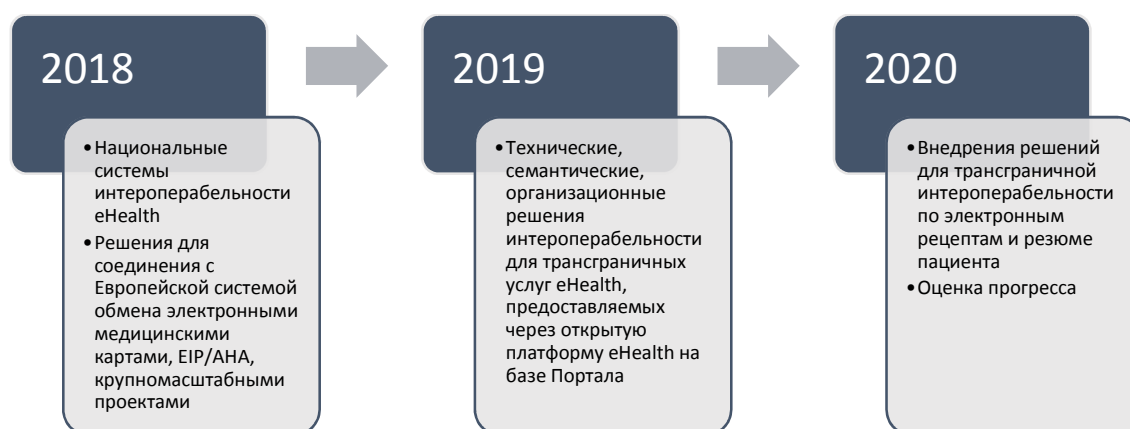 2018
• Национальные
системы
интероперабельности
eHealth
• Решения для
соединения с
Европейской системой
обмена электронными
медицинскими
картами, EIP/AHA,
крупномасштабными
проектами
2019
• Технические,
семантические,
организационные
решения
интероперабельности
для трансграничных
услуг eHealth,
предоставляемых
через открытую
платформу eHealth на
базе Портала
2020
• Внедрения решений
для трансграничной
интероперабельности
по электронным
рецептам и резюме
пациента
• Оценка прогресса